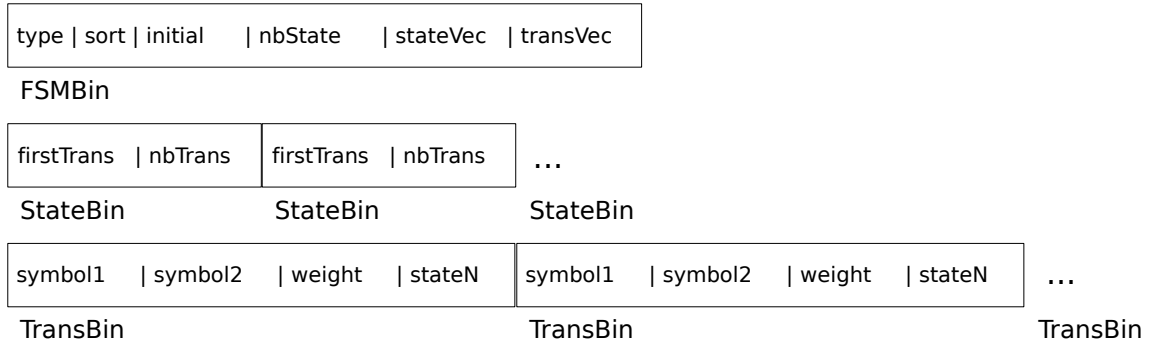 type | sort | initial | nbState | stateVec | transVec
FSMBin
firstTrans | nbTrans firstTrans | nbTrans ...
StateBin StateBin StateBin
symbol1 | symbol2 | weight | stateN symbol1 | symbol2 | weight | stateN ...
TransBin TransBin TransBin